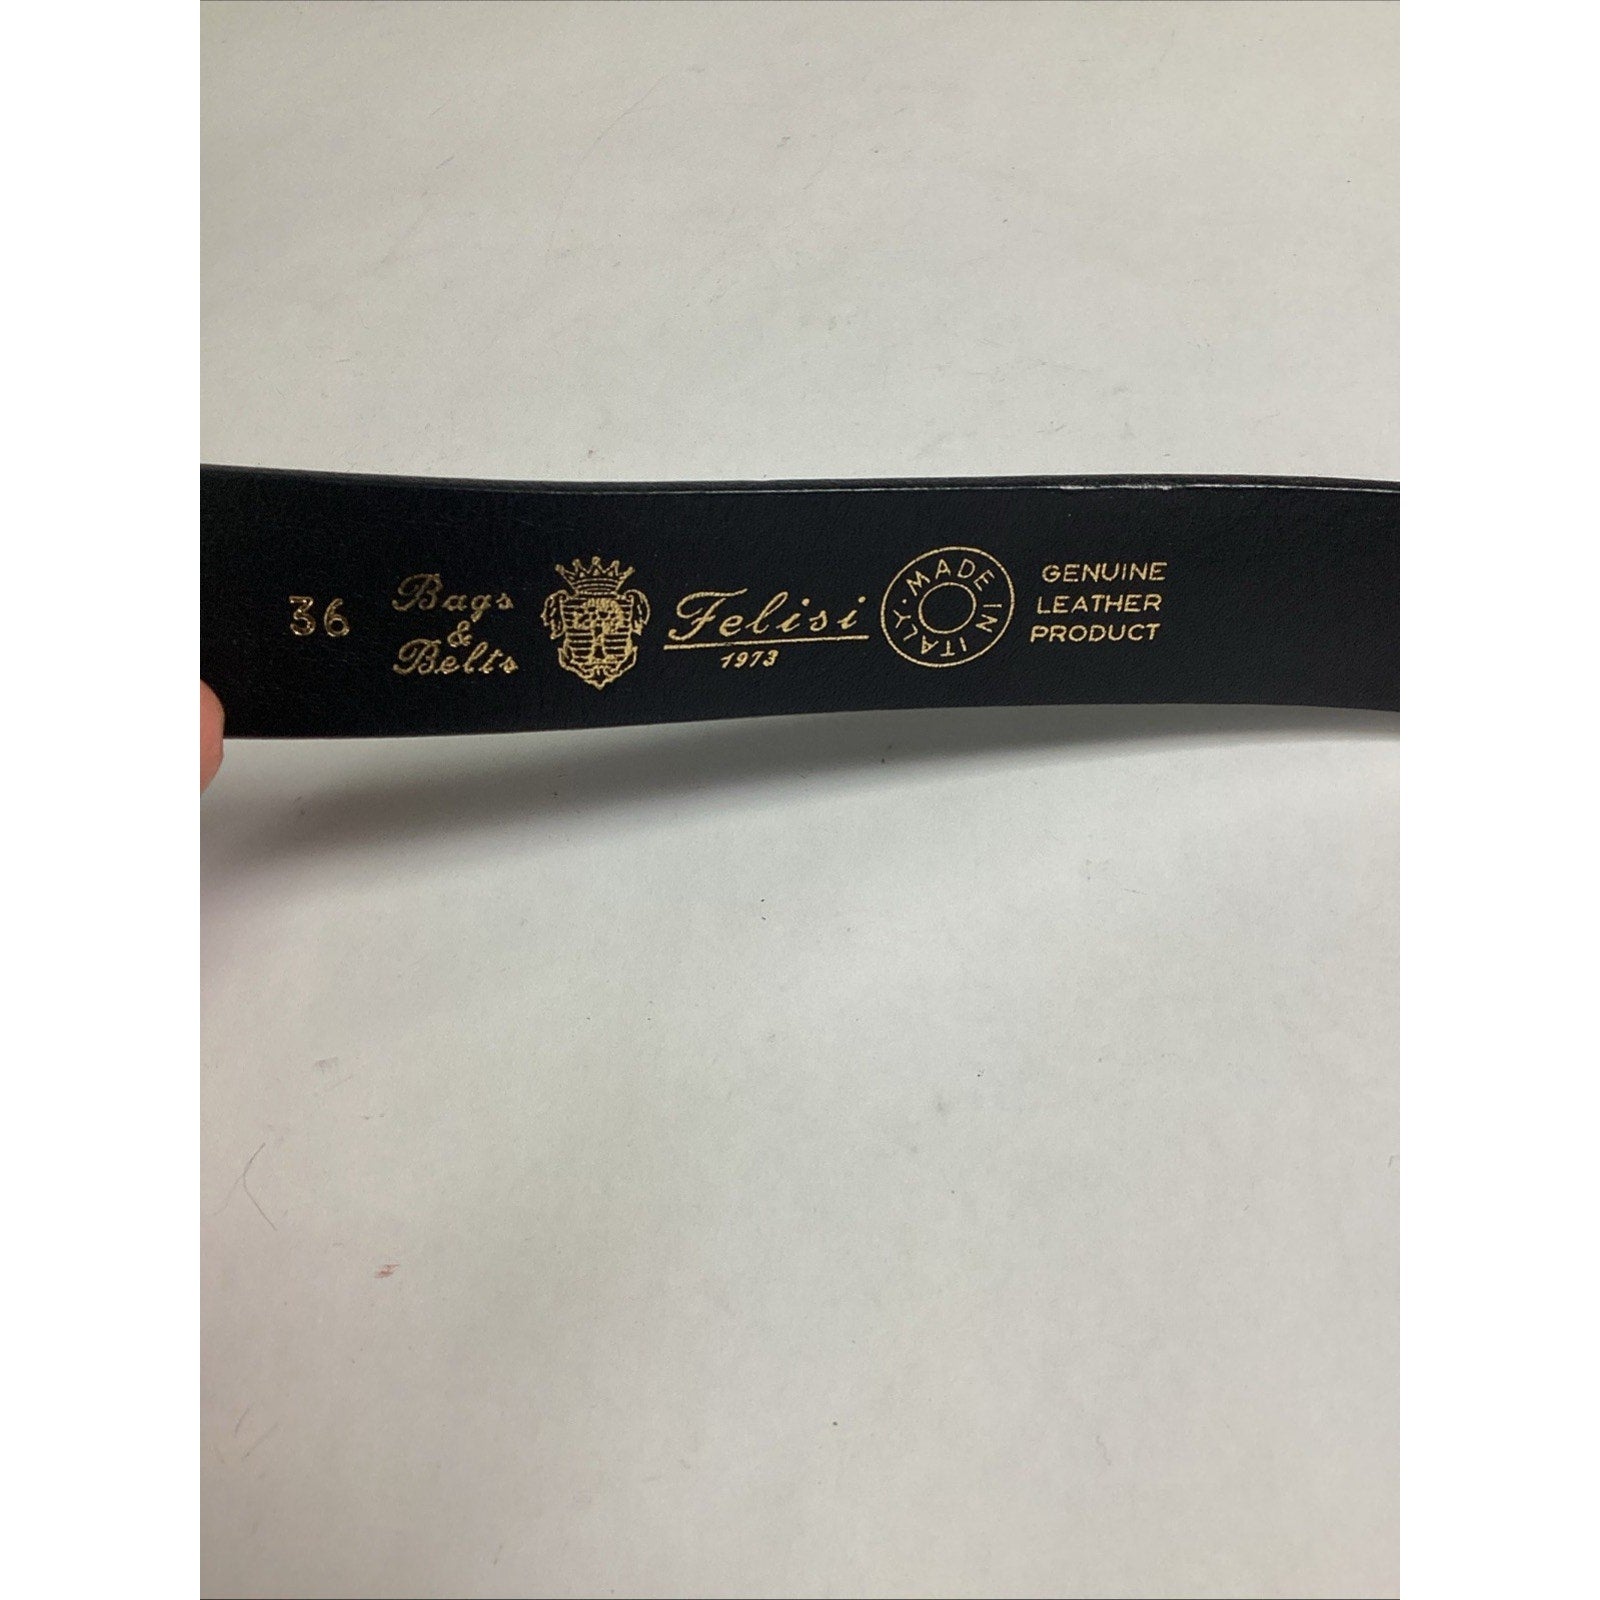 36
Bags
&
Belts
Felisi
1973
MADE IN ITALY ·
GENUINE
LEATHER
PRODUCT